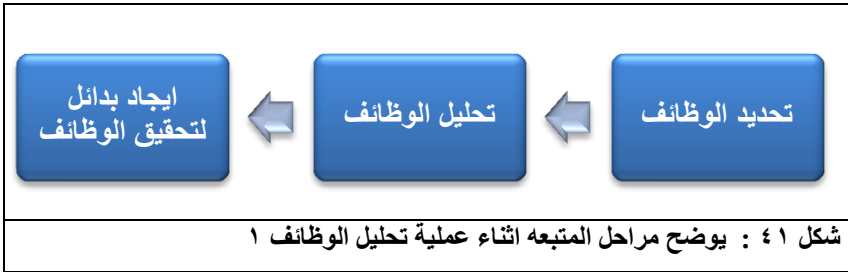 تحديد الوظائف
تحليل الوظائف
ايجاد بدائل
لتحقيق الوظائف
شكل ٤١ : يوضح مراحل المتبعه اثناء عملية تحليل الوظائف ١